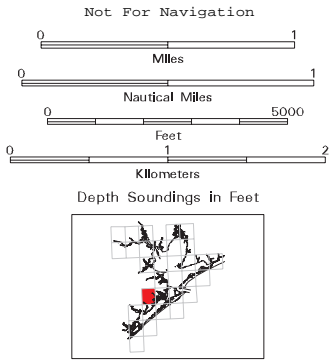 Not For Navigation
0 1
Miles
0 1
Nautical Miles
0 5000
Feet
0 1 2
Kilometers
Depth Soundings in Feet